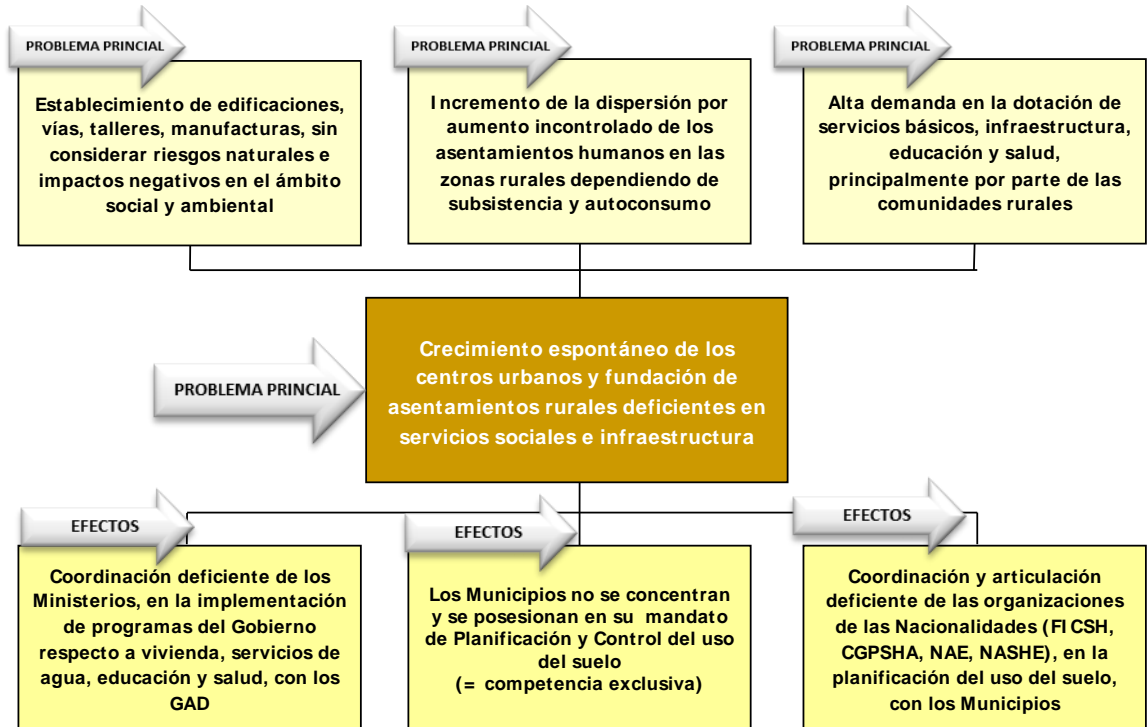 PROBLEMA PRINCIAL
Establecimiento de edificaciones,
vías, talleres, manufacturas, sin
considerar riesgos naturales e
impactos negativos en el ámbito
social y ambiental
PROBLEMA PRINCIAL
Incremento de la dispersión por
aumento incontrolado de los
asentamientos humanos en las
zonas rurales dependiendo de
subsistencia y autoconsumo
PROBLEMA PRINCIAL
Alta demanda en la dotación de
servicios básicos, infraestructura,
educación y salud,
principalmente por parte de las
comunidades rurales
PROBLEMA PRINCIAL
Crecimiento espontáneo de los
centros urbanos y fundación de
asentamientos rurales deficientes en
servicios sociales e infraestructura
EFECTOS
Coordinación deficiente de los
Ministerios, en la implementación
de programas del Gobierno
respecto a vivienda, servicios de
agua, educación y salud, con los
GAD
EFECTOS
Los Municipios no se concentran
y se posesionan en su mandato
de Planificación y Control del uso
del suelo
(= competencia exclusiva)
EFECTOS
Coordinación y articulación
deficiente de las organizaciones
de las Nacionalidades (FICSH,
CGPSHA, NAE, NASHE), en la
planificación del uso del suelo,
con los Municipios